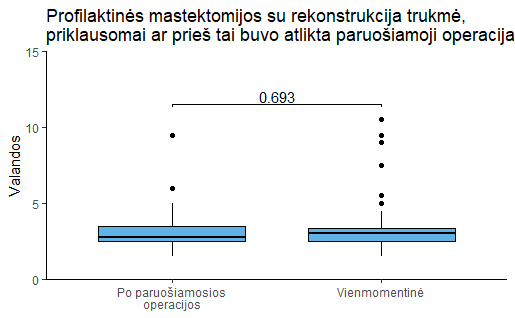 Profilaktinės mastektomijos su rekonstrukcija trukmė,
priklausomai ar prieš tai buvo atlikta paruošiamoji operacija
15
0.693
10
Valandos
5
0
Po paruošiamosios
operacijos
Vienmomentinė